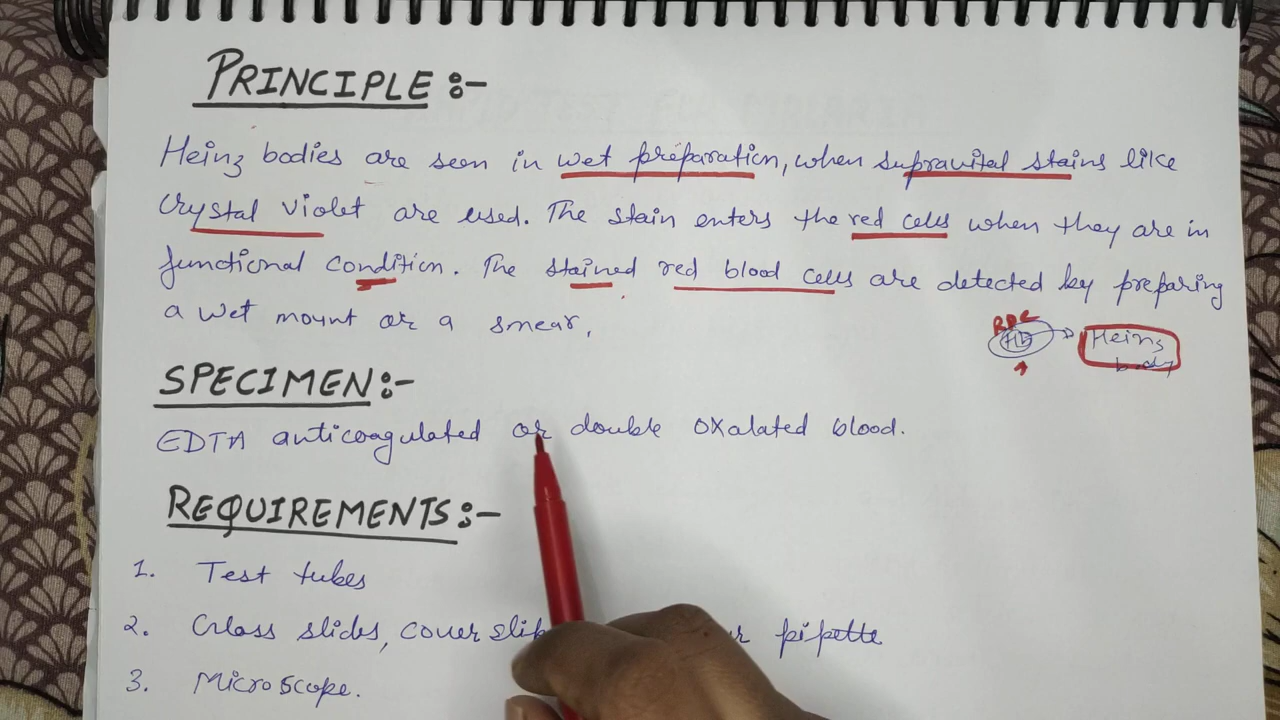 PRINCIPLE :-
Heinz bodies are seen in wet preparation, when supravital stains like
Crystal violet are used. The stain enters the red cells when they are in
functional condition. The stained red blood cells are detected by preparing
a wet mount or a smear.
RBC
Hb → Heinz
body
SPECIMEN :-
EDTA anticoagulated or double oxalated blood.
REQUIREMENTS :-
1. Test tubes
2. Glass slides, cover slip pipette
3. Microscope.